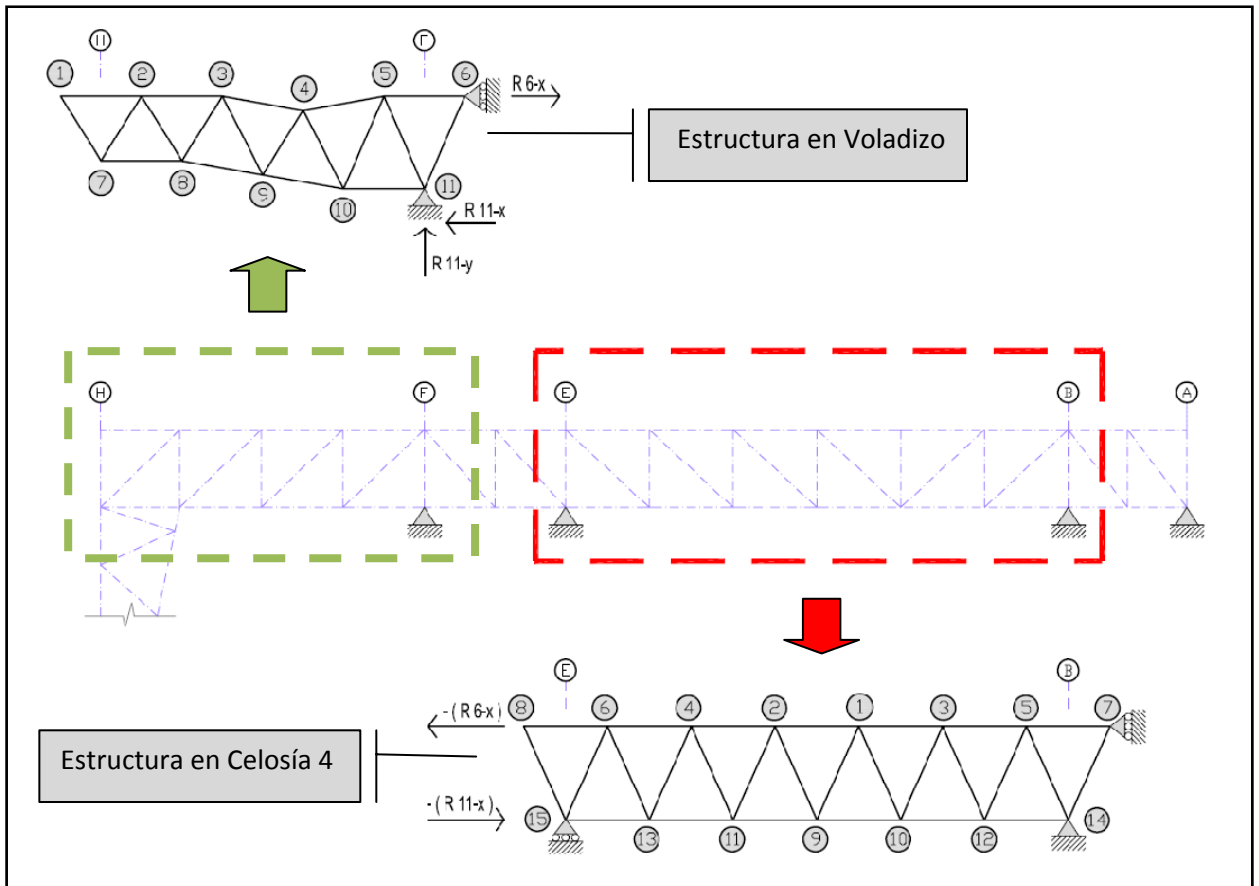 1 2 3 4 5 6
R 6-x
Estructura en Voladizo
7 8 9 10 11
R 11-x
R 11-y
H F E B A
E B
8 6 4 2 1 3 5 7
-(R 6-x)
Estructura en Celosía 4
-(R 11-x)
15 13 11 9 10 12 14